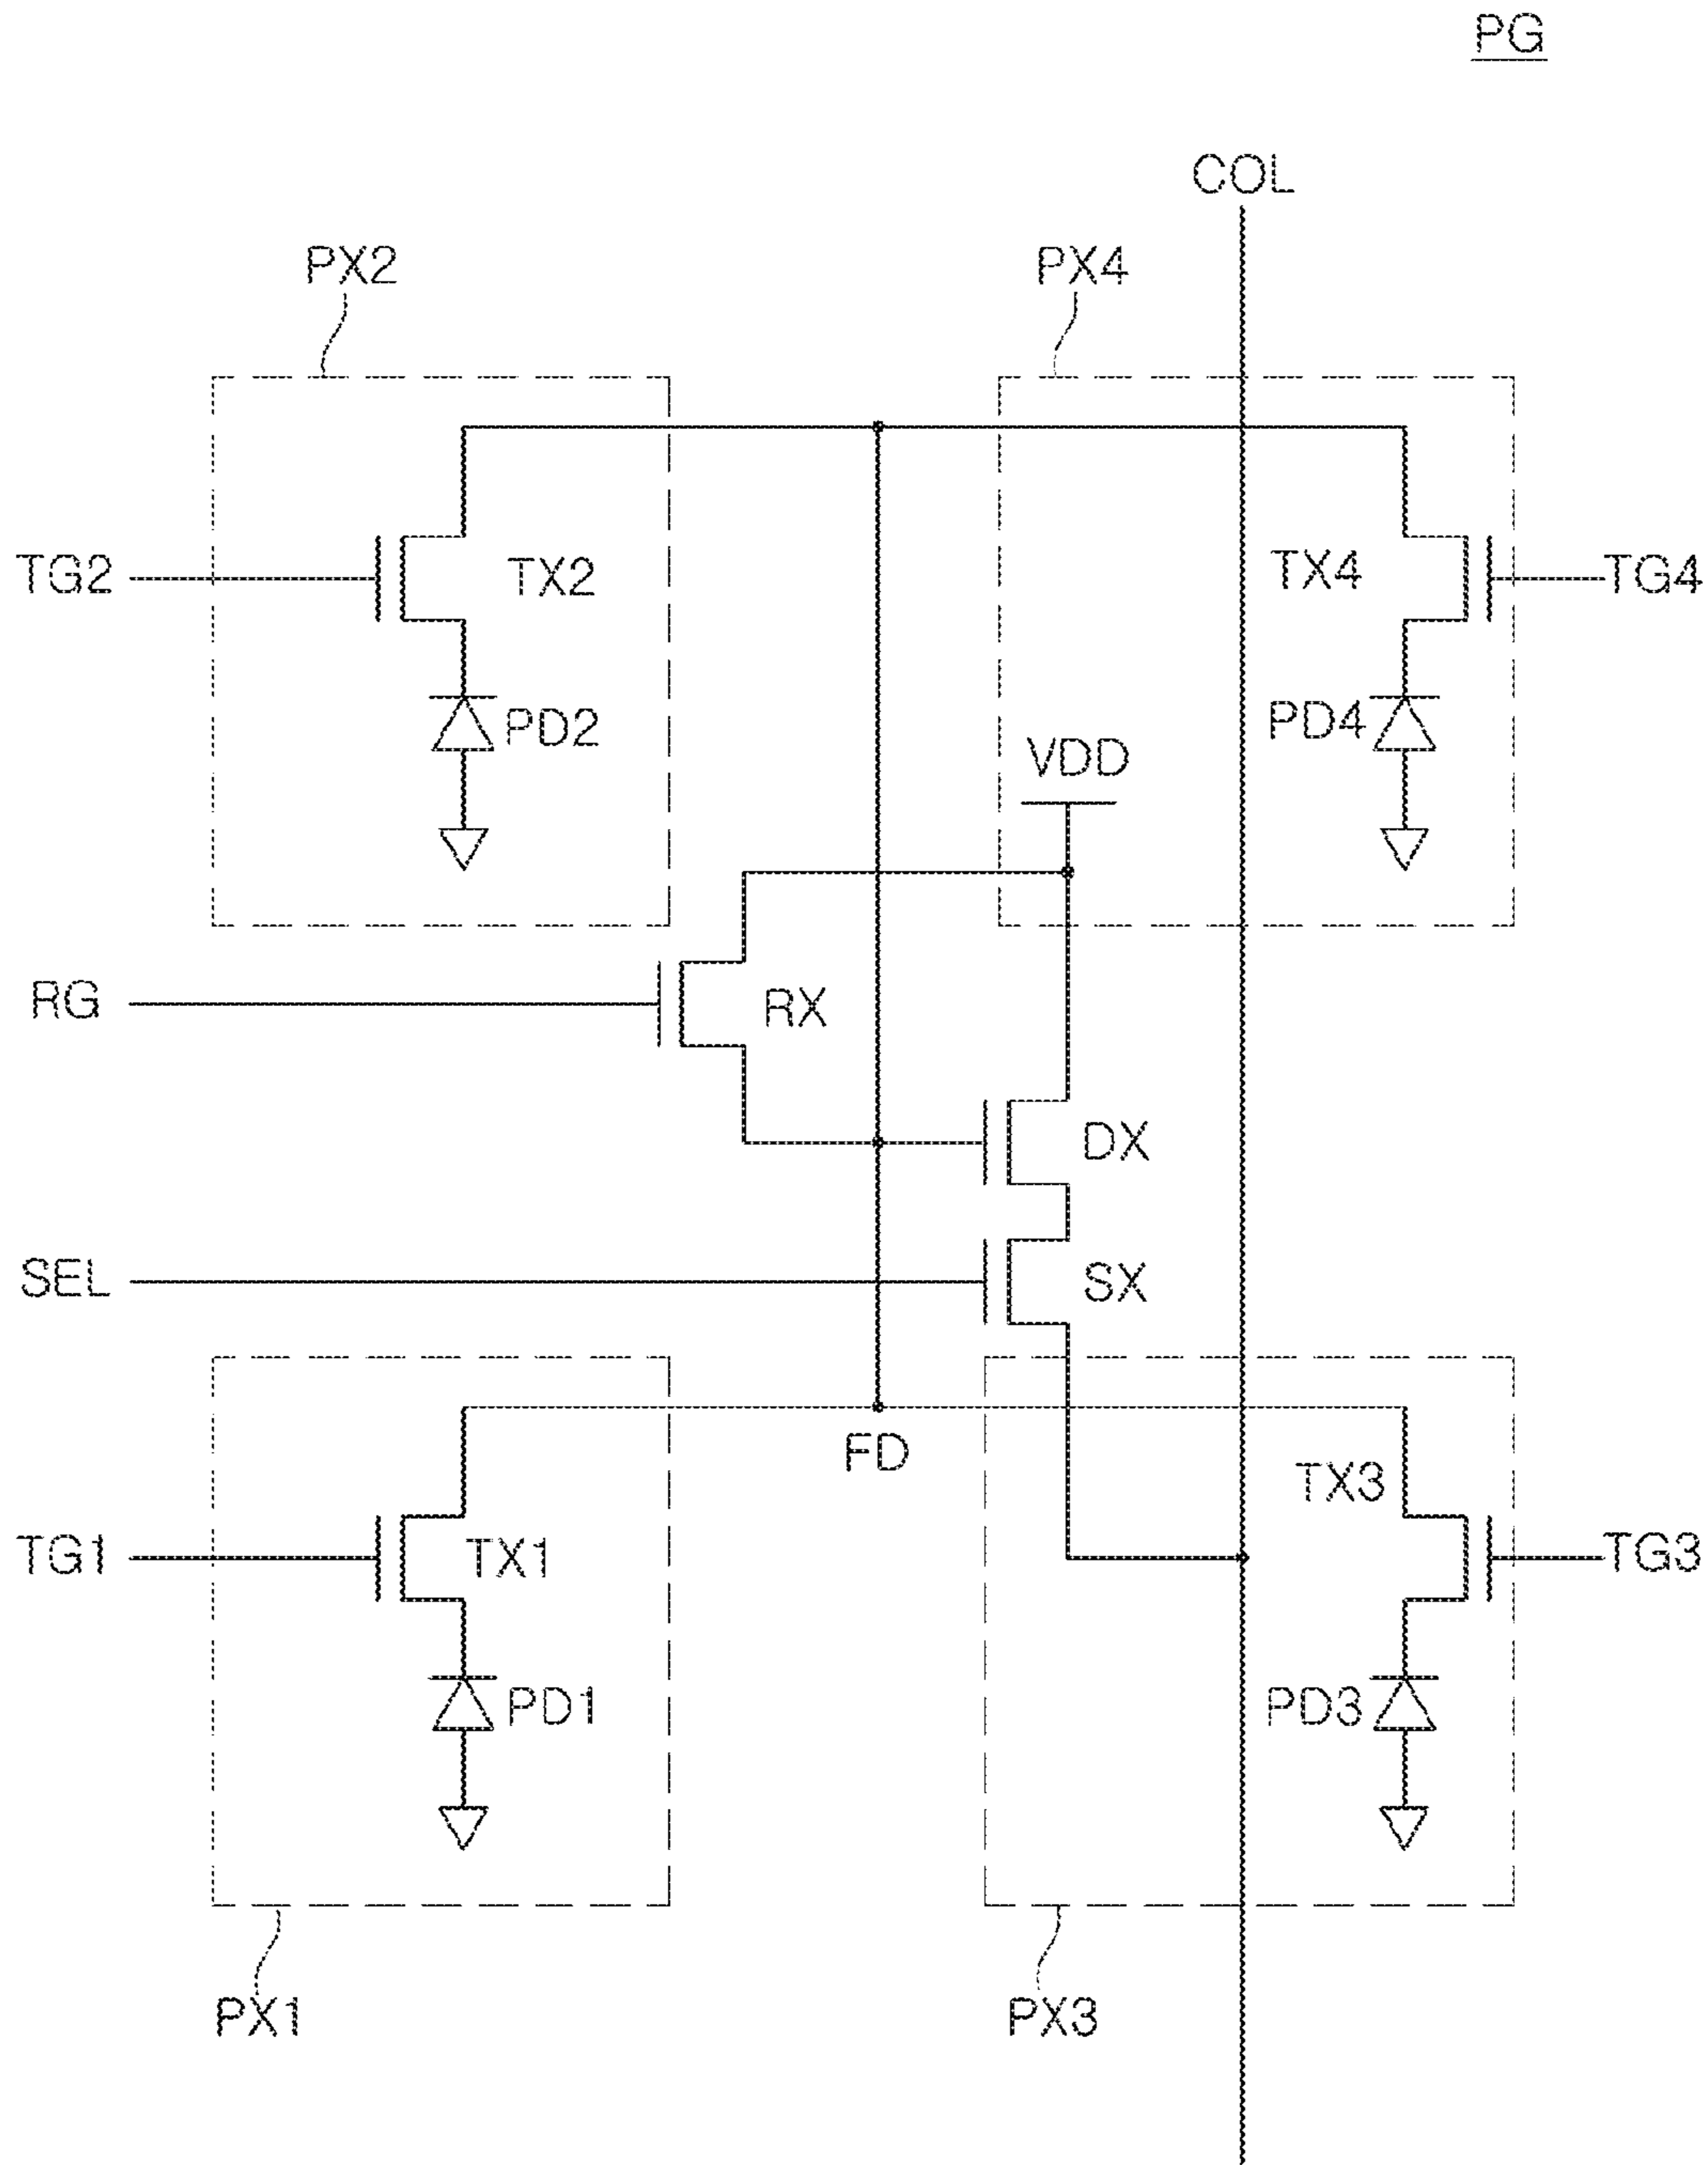 PG
COL
PX2 PX4
TG2 TX2 TX4 TG4
PD2 PD4
VDD
RG RX
DX
SEL SX
FD
TX3
TG1 TX1 TG3
PD1 PD3
PX1 PX3